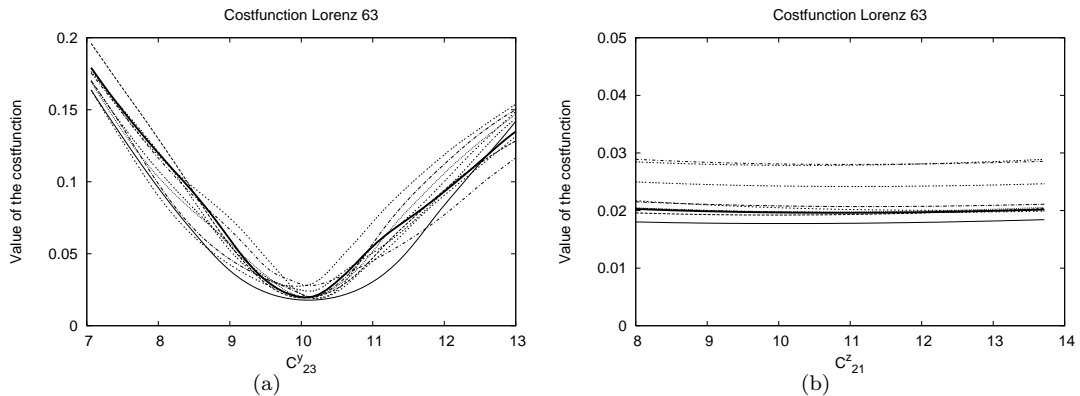 Costfunction Lorenz 63
Value of the costfunction
0.2
0.15
0.1
0.05
0
7 8 9 10 11 12 13
C^y_23
(a)
Costfunction Lorenz 63
Value of the costfunction
0.05
0.04
0.03
0.02
0.01
0
8 9 10 11 12 13 14
C^z_21
(b)